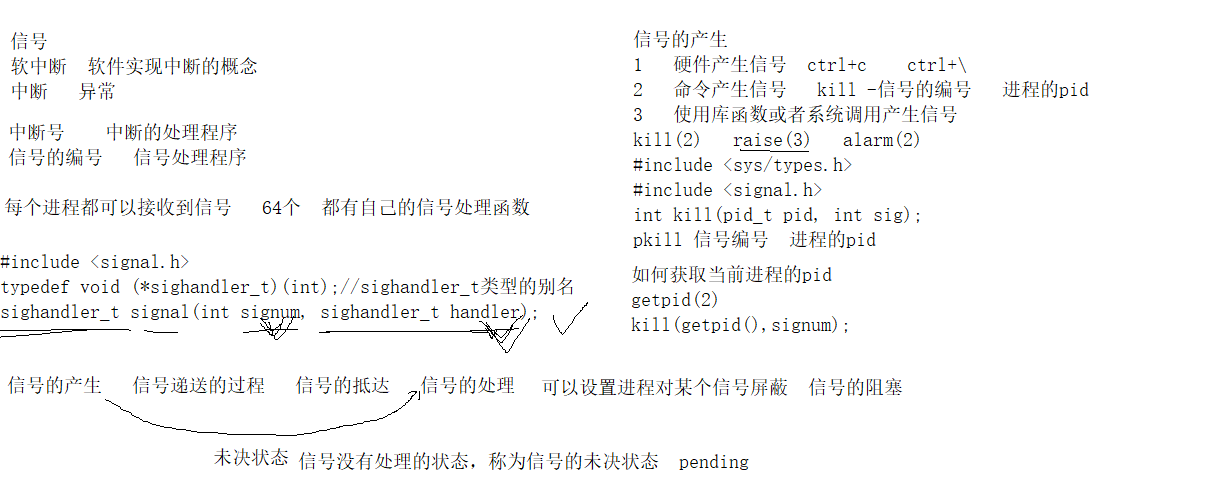 信号
软中断 软件实现中断的概念
中断 异常
中断号 中断的处理程序
信号的编号 信号处理程序
每个进程都可以接收到信号 64个 都有自己的信号处理函数
#include <signal.h>
typedef void (*sighandler_t)(int);//sighandler_t类型的别名
sighandler_t signal(int signum, sighandler_t handler);
信号的产生
1 硬件产生信号 ctrl+c ctrl+\
2 命令产生信号 kill -信号的编号 进程的pid
3 使用库函数或者系统调用产生信号
kill(2) raise(3) alarm(2)
#include <sys/types.h>
#include <signal.h>
int kill(pid_t pid, int sig);
pkill 信号编号 进程的pid
如何获取当前进程的pid
getpid(2)
kill(getpid(),signum);
信号的产生 信号递送的过程 信号的抵达 信号的处理 可以设置进程对某个信号屏蔽 信号的阻塞
未决状态 信号没有处理的状态，称为信号的未决状态 pending